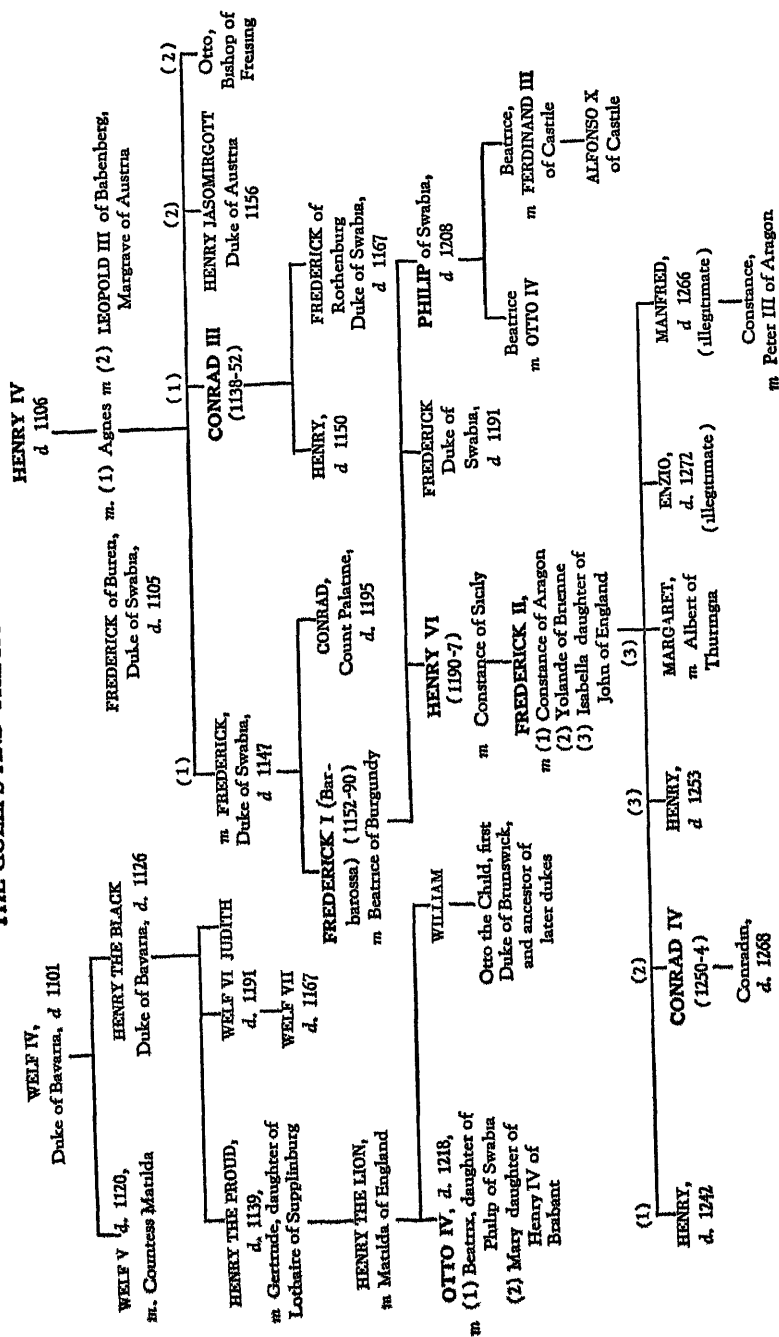 THE GUELFS AND THE
HENRY IV
d 1106
WELF IV,
Duke of Bavaria, d 1101
FREDERICK of Buren, m. (1) Agnes m (2) LEOPOLD III of Babenberg,
Duke of Swabia, Margrave of Austria
d. 1105
WELF V d. 1120,
m. Countess Matilda
HENRY THE BLACK
Duke of Bavaria, d. 1126
(1)
(1)
(2)
(2)
HENRY THE PROUD,
d. 1139,
m Gertrude, daughter of
Lothaire of Supplinburg
WELF VI
d. 1191
JUDITH
m FREDERICK,
Duke of Swabia,
d 1147
CONRAD III
(1138-52)
HENRY JASOMIRGOTT
Duke of Austria
1156
Otto,
Bishop of
Freising
WELF VII
d. 1167
HENRY THE LION,
m Matilda of England
FREDERICK I (Bar-
barossa) (1152-90)
m Beatrice of Burgundy
CONRAD,
Count Palatine,
d. 1195
HENRY,
d 1150
FREDERICK of
Rothenburg
Duke of Swabia,
d 1167
OTTO IV, d. 1218,
m (1) Beatrix, daughter of
Philip of Swabia
(2) Mary daughter of
Henry IV of
Brabant
WILLIAM
Otto the Child, first
Duke of Brunswick,
and ancestor of
later dukes
HENRY VI
(1190-7)
m Constance of Sicily
FREDERICK
Duke of
Swabia,
d 1191
PHILIP of Swabia,
d 1208
FREDERICK II,
m (1) Constance of Aragon
(2) Yolande of Brienne
(3) Isabella daughter of
John of England
Beatrice
m OTTO IV
Beatrice,
m FERDINAND III
of Castile
ALFONSO X
of Castile
(1)
(2)
(3)
(3)
HENRY,
d. 1242
CONRAD IV
(1250-4)
Conradin,
d. 1268
HENRY,
d 1253
MARGARET,
m Albert of
Thuringia
ENZIO,
d. 1272
(illegitimate)
MANFRED,
d 1266
(illegitimate)
Constance,
m Peter III of Aragon